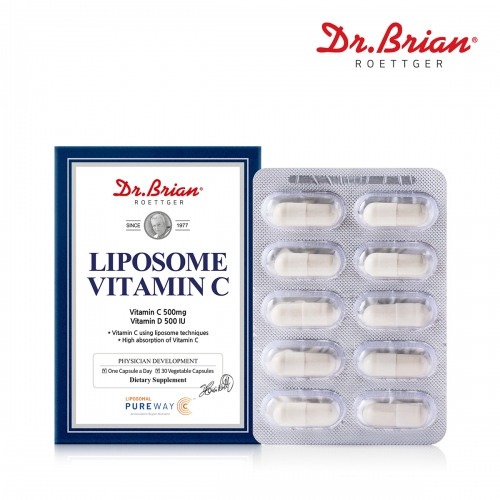 Dr.Brian®
ROETTGER
Dr.Brian®
ROETTGER
SINCE 1977
LIPOSOME
VITAMIN C
Vitamin C 500mg
Vitamin D 500 IU
• Vitamin C using liposome techniques
• High absorption of Vitamin C
PHYSICIAN DEVELOPMENT
☑ One Capsule a Day ☑ 30 Vegetable Capsules
Dietary Supplement
LIPOSOMAL
PUREWAY C